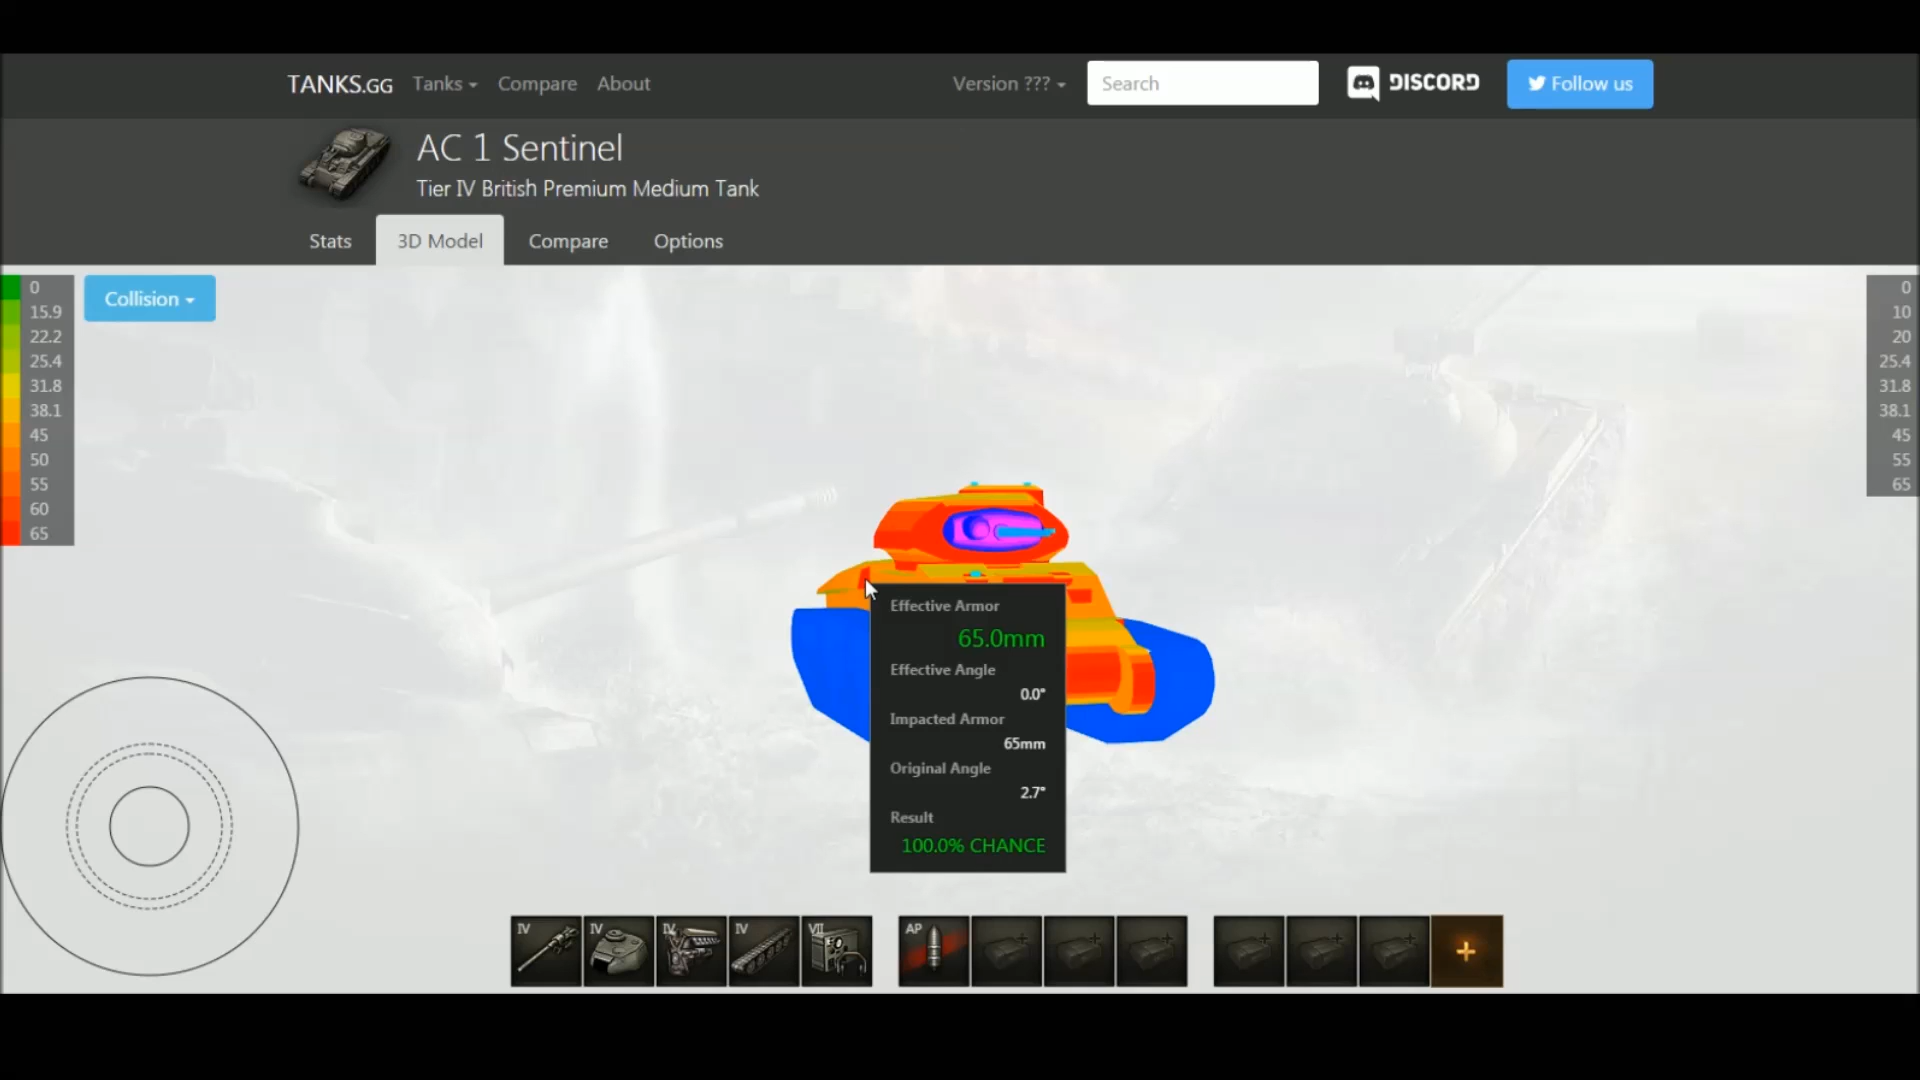 TANKS.GG Tanks Compare About Version ??? Search DISCORD Follow us
AC 1 Sentinel
Tier IV British Premium Medium Tank
Stats 3D Model Compare Options
Collision
0
15.9
22.2
25.4
31.8
38.1
45
50
55
60
65
0
10
20
25.4
31.8
38.1
45
55
65
Effective Armor
65.0mm
Effective Angle
0.0°
Impacted Armor
65mm
Original Angle
2.7°
Result
100.0% CHANCE
IV IV IV IV VII AP